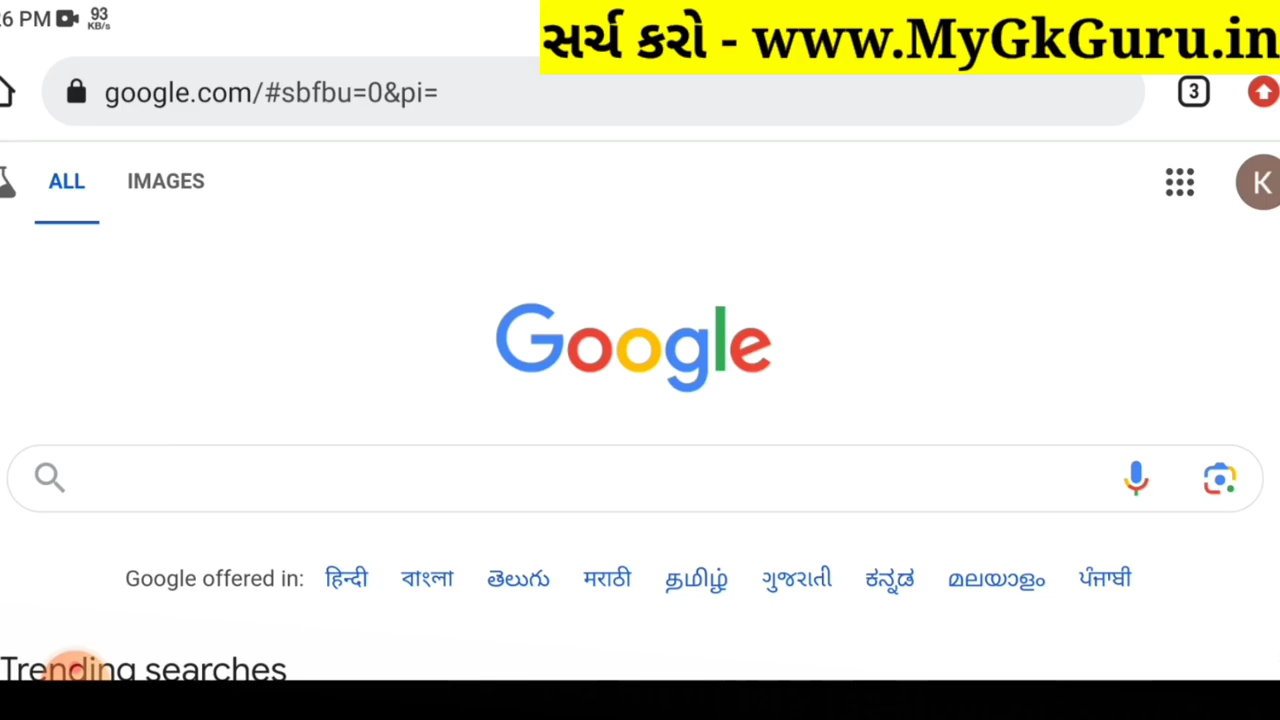 સર્ચ કરો - www.MyGkGuru.in
:26 PM 93 KB/s
google.com/#sbfbu=0&pi=
3
ALL IMAGES
K
Google
Google offered in: हिन्दी বাংলা తెలుగు मराठी தமிழ் ગુજરાતી ಕನ್ನಡ മലയാളം ਪੰਜਾਬੀ
Trending searches